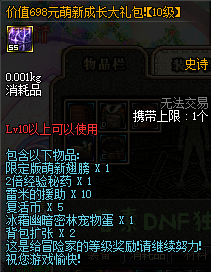 价值698元萌新成长大礼包![10级]
SS
史诗
0.001kg
消耗品
无法交易
携带上限：1个
Lv10以上可以使用
包含以下物品:
限定版萌新翅膀 X 1
2倍经验秘药 X 1
雷米的援助 X 10
复活币 X 5
冰霜幽暗密林宠物蛋 X 1
背包扩张 X 2
这是给冒险家的等级奖励!请继续努力!
祝您游戏愉快!